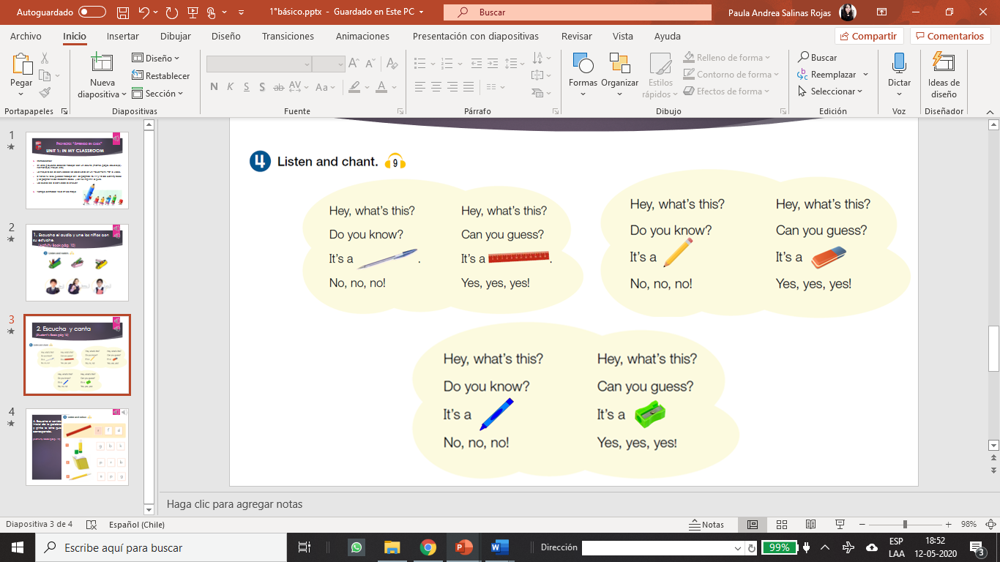 Autoguardado
1°básico.pptx - Guardado en Este PC
Buscar
Paula Andrea Salinas Rojas
Archivo Inicio Insertar Dibujar Diseño Transiciones Animaciones Presentación con diapositivas Revisar Vista Ayuda
Compartir Comentarios
Pegar
Portapapeles
Nueva diapositiva
Diseño
Restablecer
Sección
Diapositivas
N K S S ab AV Aa A
Fuente
Párrafo
Formas
Organizar
Estilos rápidos
Relleno de forma
Contorno de forma
Efectos de forma
Dibujo
Buscar
Reemplazar
Seleccionar
Edición
Dictar
Voz
Ideas de diseño
Diseñador
1
UNIT 1: IN MY CLASSROOM
2
1. Escucha el audio y une los niños con su estuche.
3
2. Escucha y canta
4
4 Listen and chant. 9
Hey, what's this?
Do you know?
It's a .
No, no, no!
Hey, what's this?
Can you guess?
It's a .
Yes, yes, yes!
Hey, what's this?
Do you know?
It's a
No, no, no!
Hey, what's this?
Can you guess?
It's a
Yes, yes, yes!
Hey, what's this?
Do you know?
It's a
No, no, no!
Hey, what's this?
Can you guess?
It's a
Yes, yes, yes!
Haga clic para agregar notas
Diapositiva 3 de 4
Español (Chile)
Notas
98%
Escribe aquí para buscar
Dirección
99%
ESP
LAA
18:52
12-05-2020
3